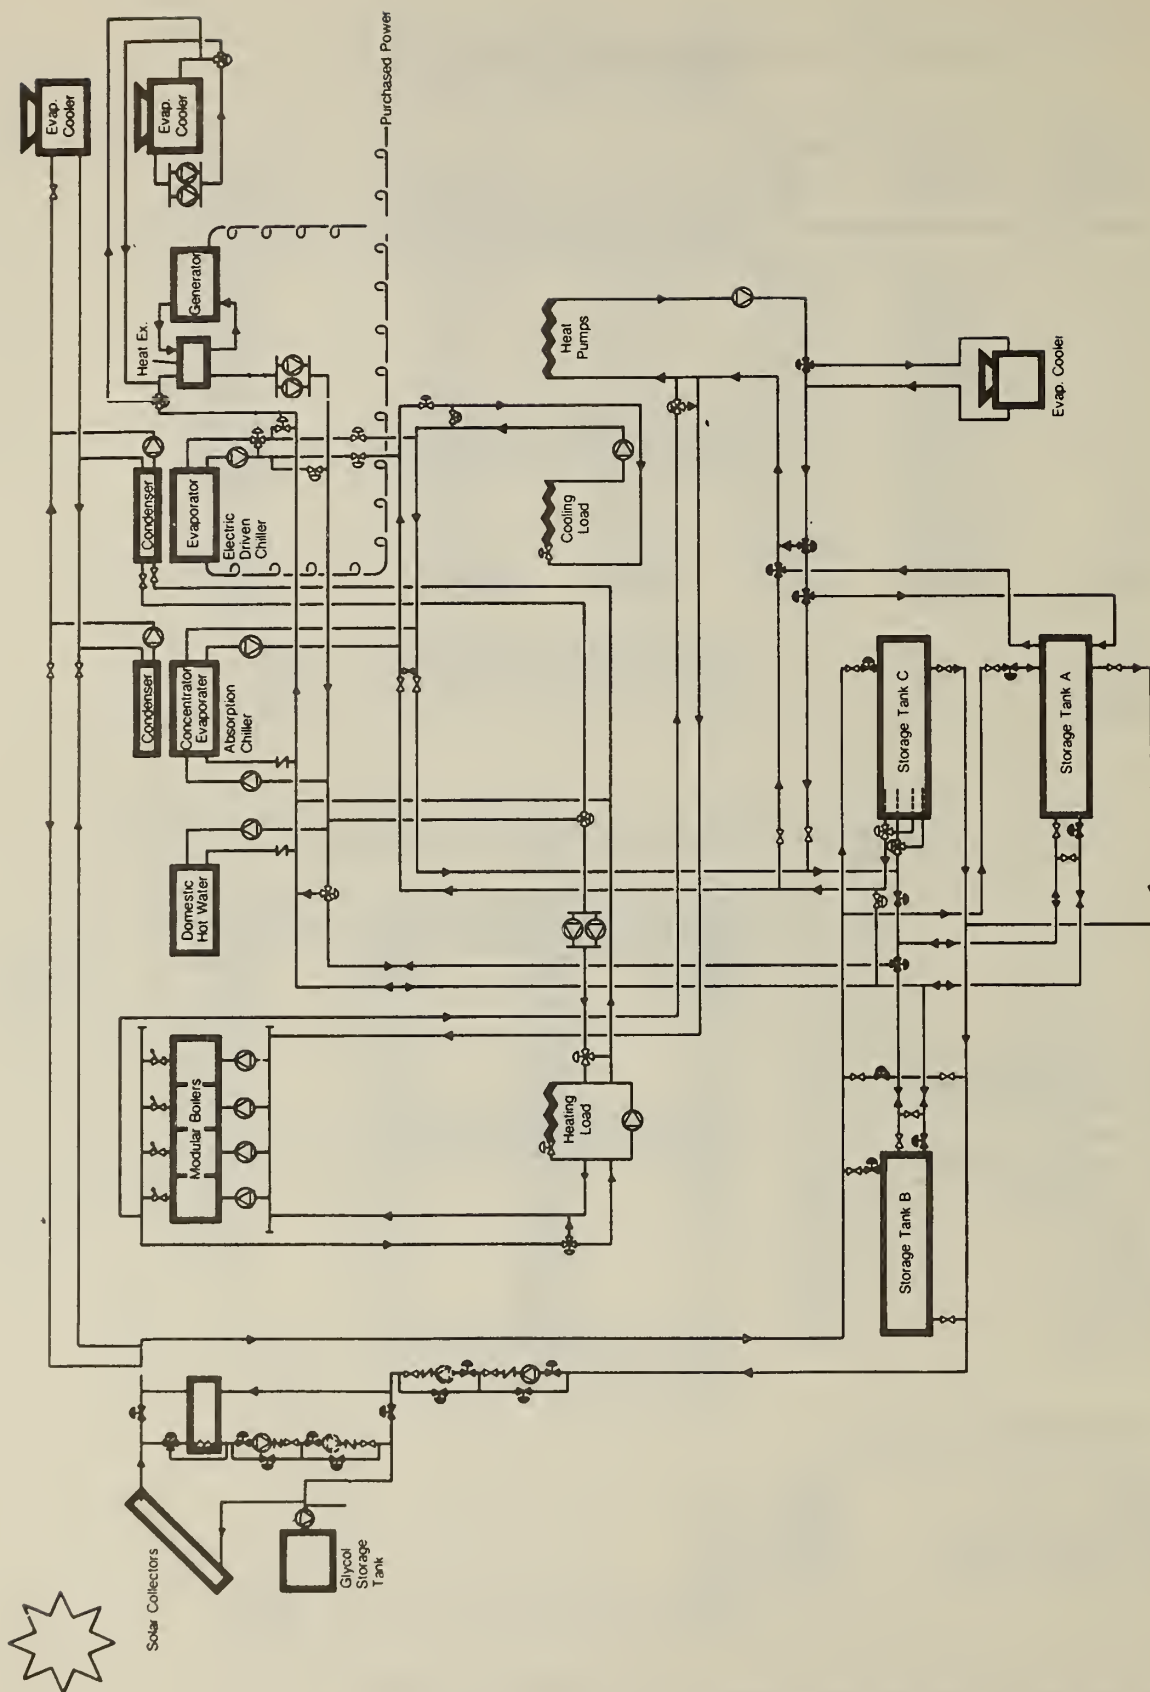 Solar Collectors
Glycol
Storage
Tank
Modular Boilers
Domestic
Hot Water
Condenser
Concentrator
Evaporater
Absorption
Chiller
Condenser
Evaporator
Electric
Driven
Chiller
Heat Ex.
Generator
Evap.
Cooler
Evap.
Cooler
Purchased Power
Heating
Load
Cooling
Load
Heat
Pumps
Storage Tank B
Storage Tank C
Storage Tank A
Evap. Cooler